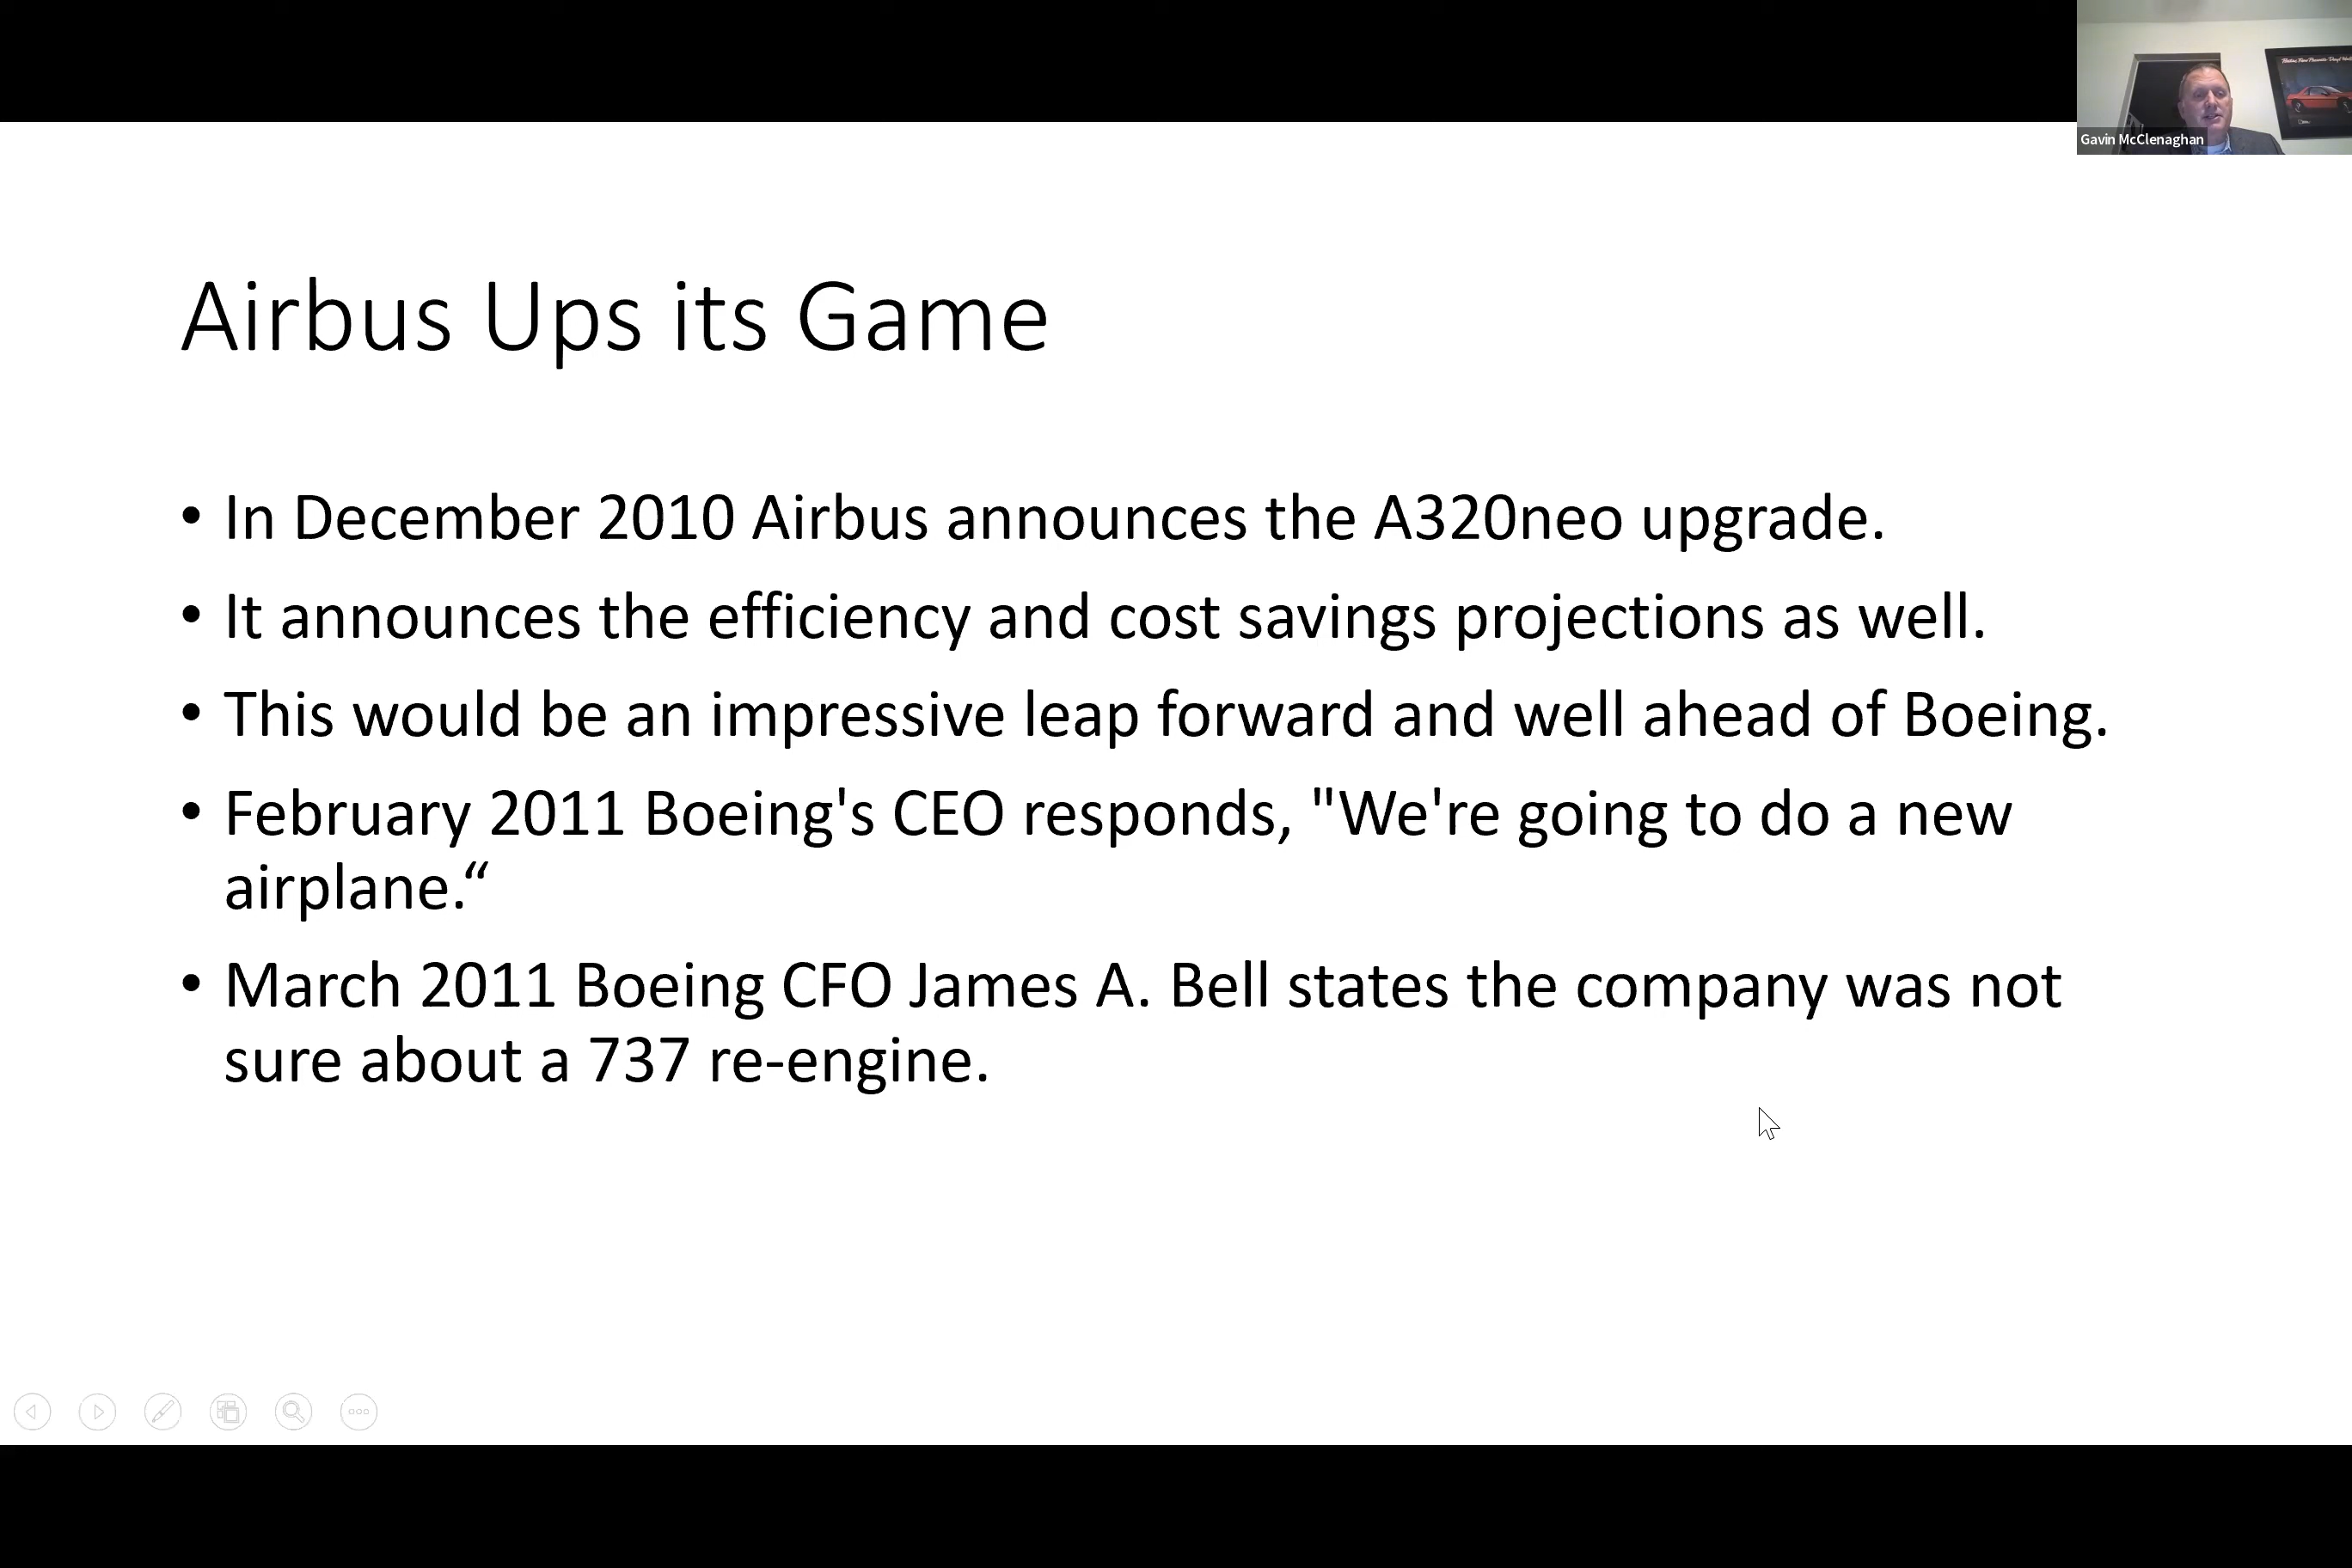 Gavin McClenaghan
Airbus Ups its Game
• In December 2010 Airbus announces the A320neo upgrade.
• It announces the efficiency and cost savings projections as well.
• This would be an impressive leap forward and well ahead of Boeing.
• February 2011 Boeing's CEO responds, "We're going to do a new
airplane.“
• March 2011 Boeing CFO James A. Bell states the company was not
sure about a 737 re-engine.